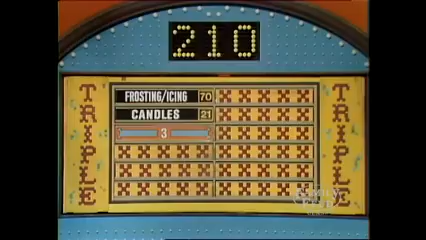 210
TRIPLE
FROSTING/ICING 70
CANDLES 21
3
TRIPLE